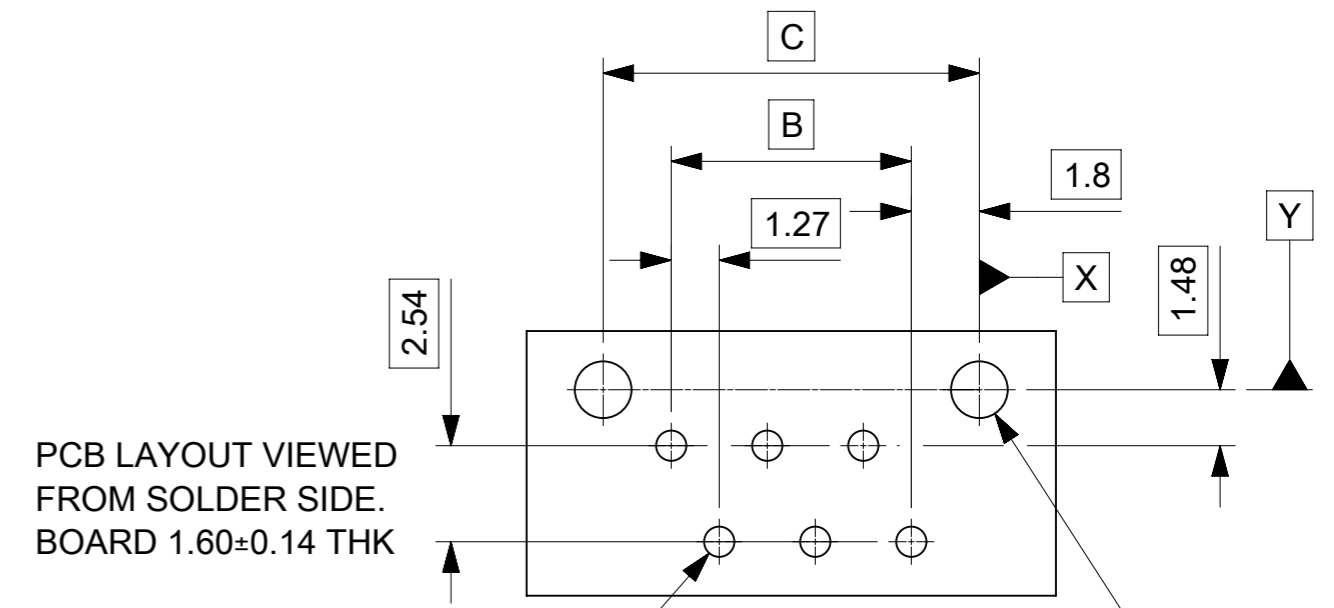 C
B
1.8
1.27
Y
X
1.48
2.54
PCB LAYOUT VIEWED
FROM SOLDER SIDE.
BOARD 1.60±0.14 THK